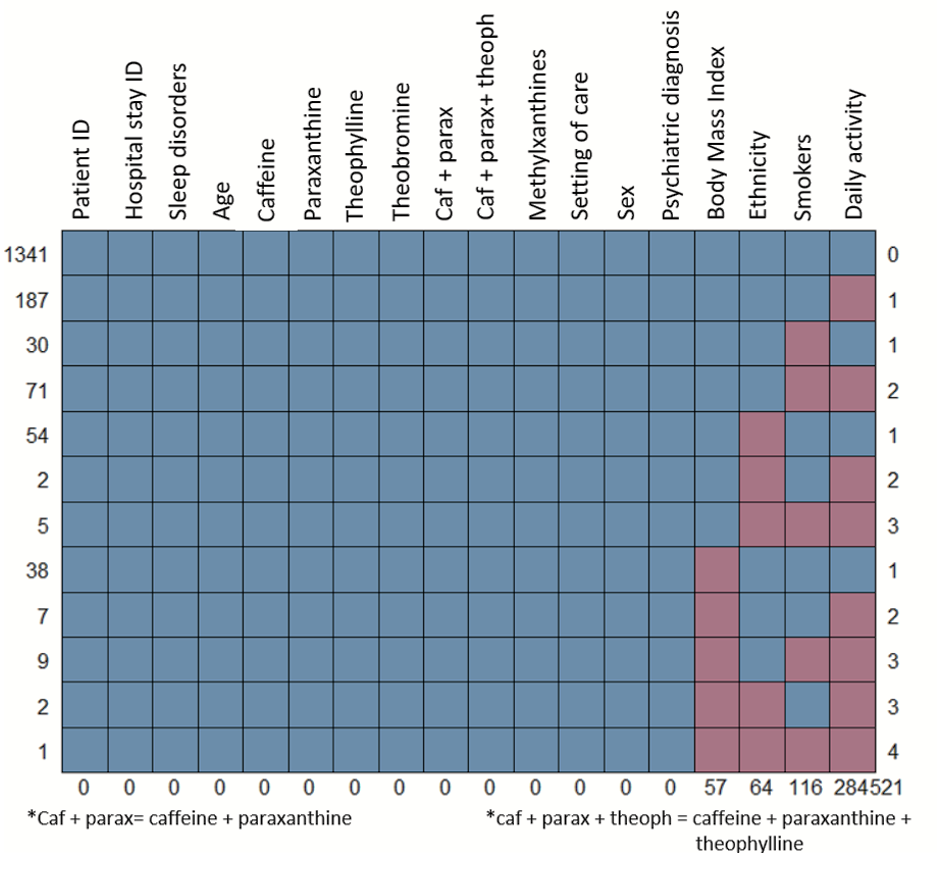 Patient ID
Hospital stay ID
Sleep disorders
Age
Caffeine
Paraxanthine
Theophylline
Theobromine
Caf + parax
Caf + parax+ theoph
Methylxanthines
Setting of care
Sex
Psychiatric diagnosis
Body Mass Index
Ethnicity
Smokers
Daily activity
1341 0
187 1
30 1
71 2
54 1
2 2
5 3
38 1
7 2
9 3
2 3
1 4
0 0 0 0 0 0 0 0 0 0 0 0 0 0 57 64 116 284521
*Caf + parax= caffeine + paraxanthine
*caf + parax + theoph = caffeine + paraxanthine +
theophylline